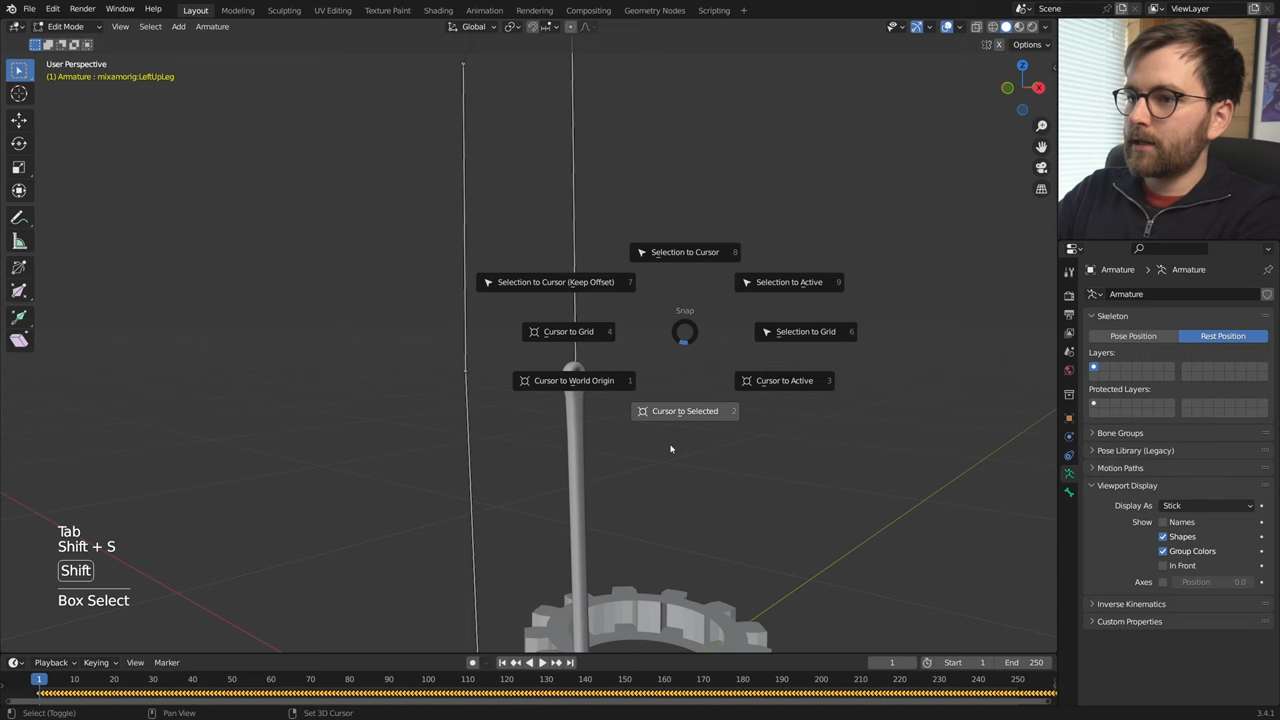 File Edit Render Window Help
Layout Modeling Sculpting UV Editing Texture Paint Shading Animation Rendering Compositing Geometry Nodes Scripting +
Scene ViewLayer
Edit Mode View Select Add Armature
Global
X Options
User Perspective
(1) Armature : mixamorig:LeftUpLeg
Z
X
Selection to Cursor 8
Selection to Cursor (Keep Offset) 7
Selection to Active 9
Snap
Cursor to Grid 4
Selection to Grid 6
Cursor to World Origin 1
Cursor to Active 3
Cursor to Selected 2
Tab
Shift + S
Shift
Box Select
Armature Armature
Armature
Skeleton
Pose Position Rest Position
Layers:
Protected Layers:
Bone Groups
Pose Library (Legacy)
Motion Paths
Viewport Display
Display As Stick
Show Names
Shapes
Group Colors
In Front
Axes Position 0.0
Inverse Kinematics
Custom Properties
Playback Keying View Marker
1 Start 1 End 250
1 10 20 30 40 50 60 70 80 90 100 110 120 130 140 150 160 170 180 190 200 210 220 230 240 250
Select (Toggle) Pan View Set 3D Cursor 3.4.1